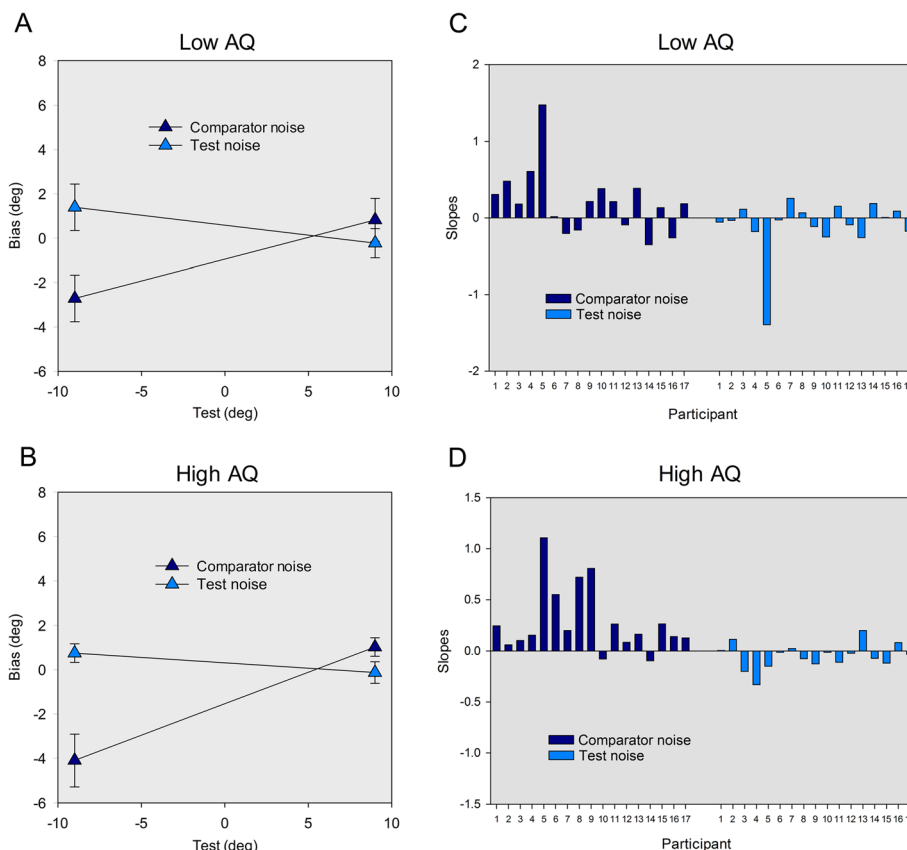 A
Low AQ
8
6
4
2
0
-2
-4
-6
Bias (deg)
Comparator noise
Test noise
-10 -5 0 5 10
Test (deg)
C
Low AQ
2
1
0
-1
-2
Slopes
Comparator noise
Test noise
1 2 3 4 5 6 7 8 9 10 11 12 13 14 15 16 17 1 2 3 4 5 6 7 8 9 10 11 12 13 14 15 16
Participant
B
High AQ
8
6
4
2
0
-2
-4
-6
Bias (deg)
Comparator noise
Test noise
-10 -5 0 5 10
Test (deg)
D
High AQ
1.5
1.0
0.5
0.0
-0.5
-1.0
-1.5
Slopes
Comparator noise
Test noise
1 2 3 4 5 6 7 8 9 10 11 12 13 14 15 16 17 1 2 3 4 5 6 7 8 9 10 11 12 13 14 15 16
Participant